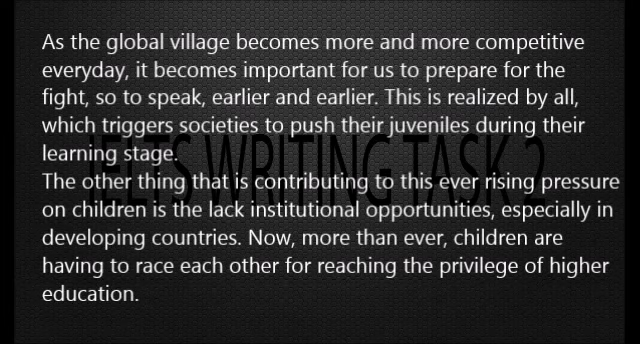 As the global village becomes more and more competitive
everyday, it becomes important for us to prepare for the
fight, so to speak, earlier and earlier. This is realized by all,
which triggers societies to push their juveniles during their
learning stage.
The other thing that is contributing to this ever rising pressure
on children is the lack institutional opportunities, especially in
developing countries. Now, more than ever, children are
having to race each other for reaching the privilege of higher
education.
IELTS WRITING TASK 2